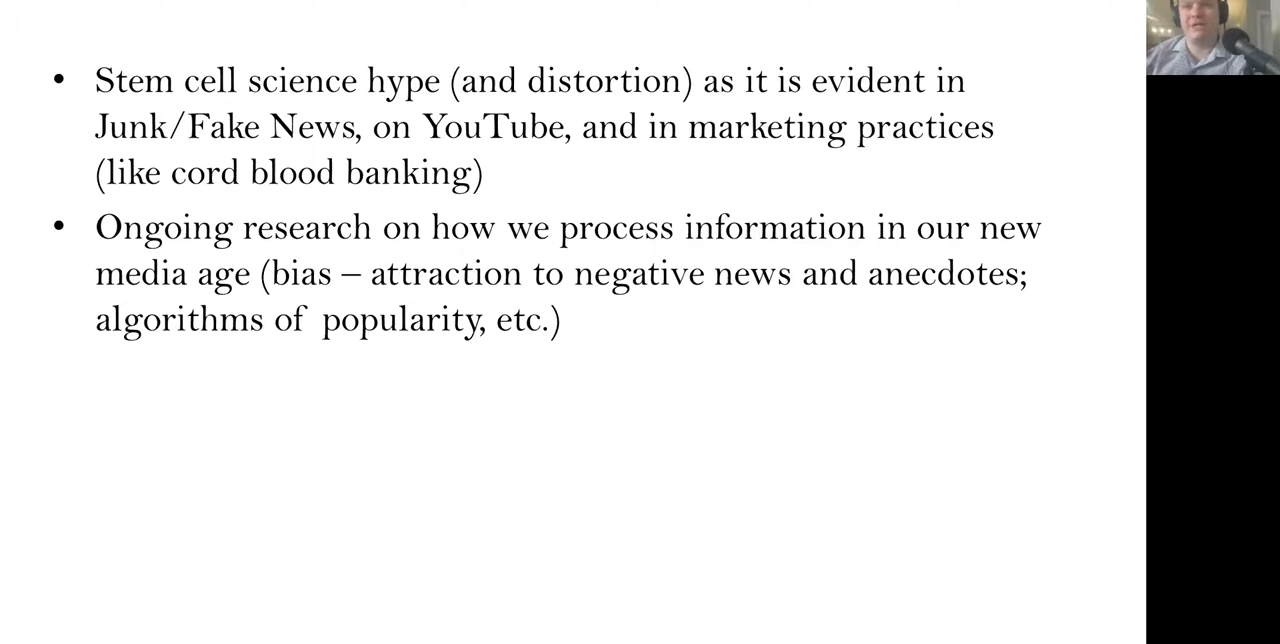 • Stem cell science hype (and distortion) as it is evident in
Junk/Fake News, on YouTube, and in marketing practices
(like cord blood banking)
• Ongoing research on how we process information in our new
media age (bias – attraction to negative news and anecdotes;
algorithms of popularity, etc.)